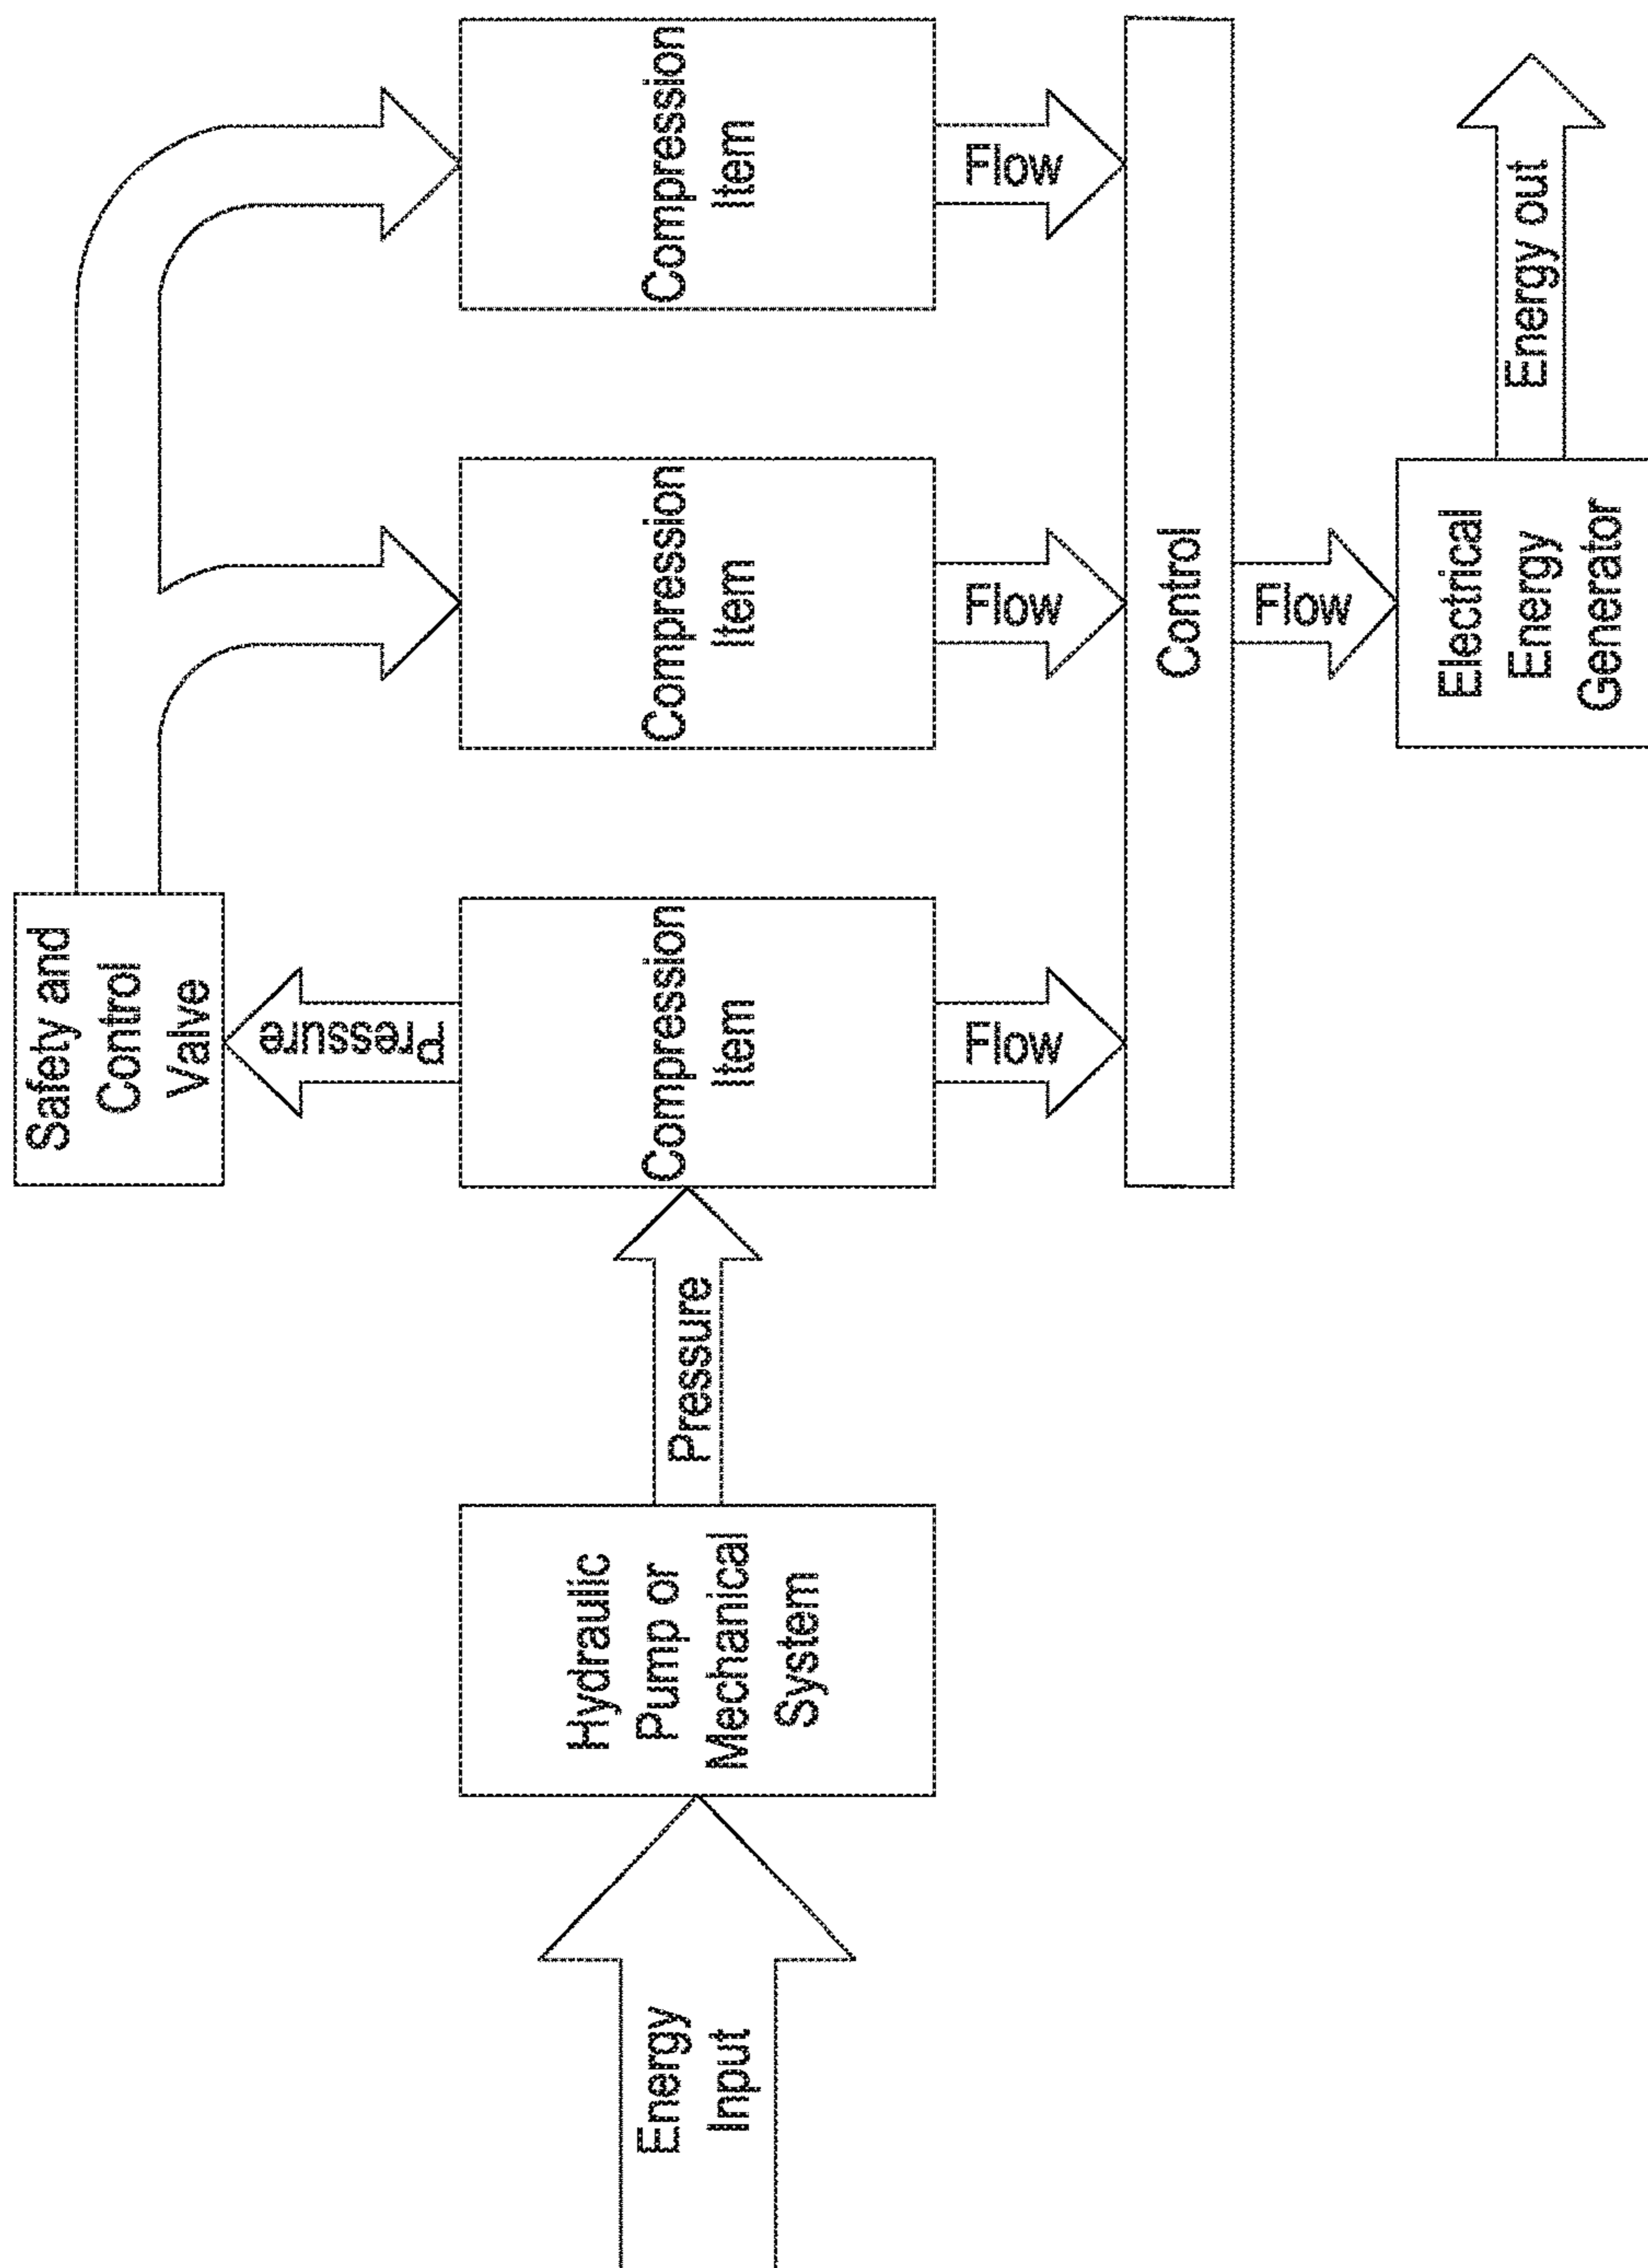 Safety and
Control
Valve
Pressure
Energy
Input
Hydraulic
Pump or
Mechanical
System
Pressure
Compression
Item
Compression
Item
Compression
Item
Flow
Flow
Flow
Control
Flow
Electrical
Energy
Generator
Energy out